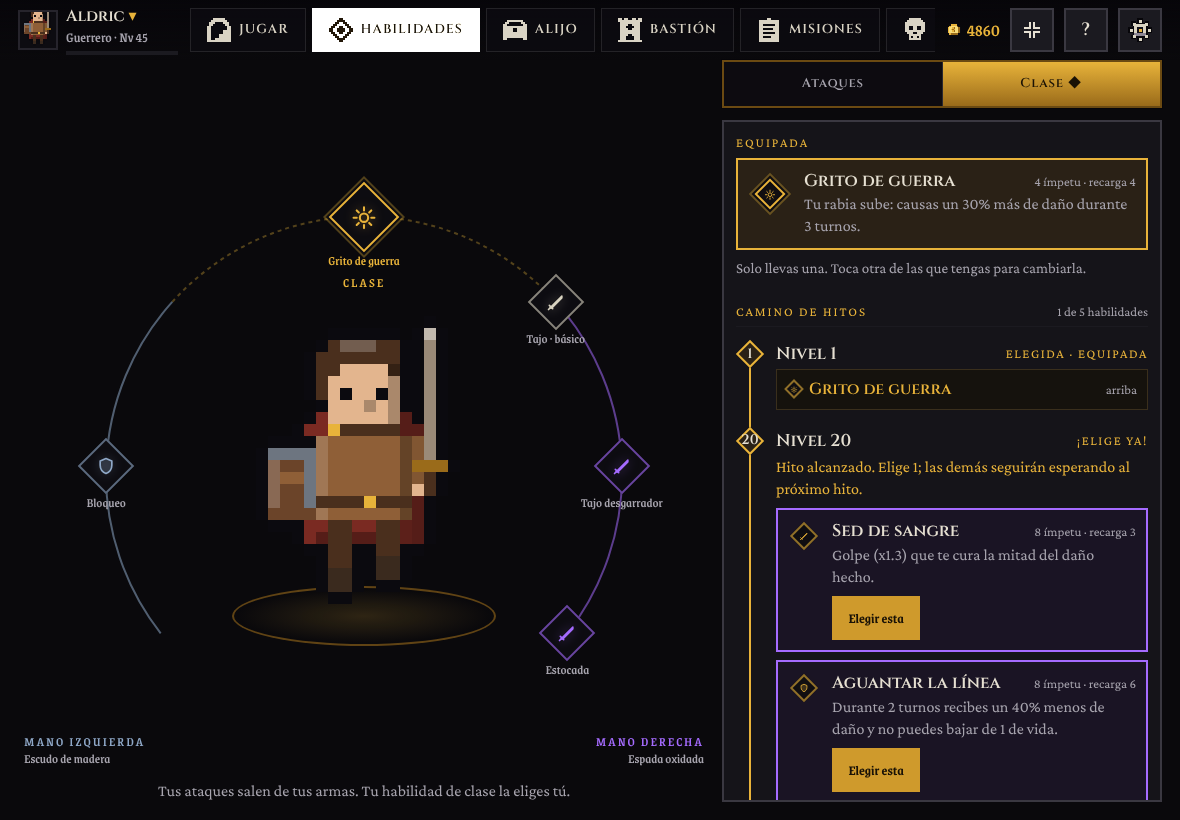 Aldric ▼
Guerrero · Nv 45
JUGAR
HABILIDADES
ALIJO
BASTIÓN
MISIONES
4860
?
Ataques
Clase ◆
EQUIPADA
Grito de guerra
4 ímpetu · recarga 4
Tu rabia sube: causas un 30% más de daño durante
3 turnos.
Solo llevas una. Toca otra de las que tengas para cambiarla.
CAMINO DE HITOS
1 de 5 habilidades
1
Nivel 1
ELEGIDA · EQUIPADA
Grito de guerra
arriba
20
Nivel 20
¡ELIGE YA!
Hito alcanzado. Elige 1; las demás seguirán esperando al
próximo hito.
Sed de sangre
8 ímpetu · recarga 3
Golpe (x1.3) que te cura la mitad del daño
hecho.
Elegir esta
Aguantar la línea
8 ímpetu · recarga 6
Durante 2 turnos recibes un 40% menos de
daño y no puedes bajar de 1 de vida.
Elegir esta
Grito de guerra
CLASE
Tajo · básico
Bloqueo
Tajo desgarrador
Estocada
MANO IZQUIERDA
Escudo de madera
MANO DERECHA
Espada oxidada
Tus ataques salen de tus armas. Tu habilidad de clase la eliges tú.